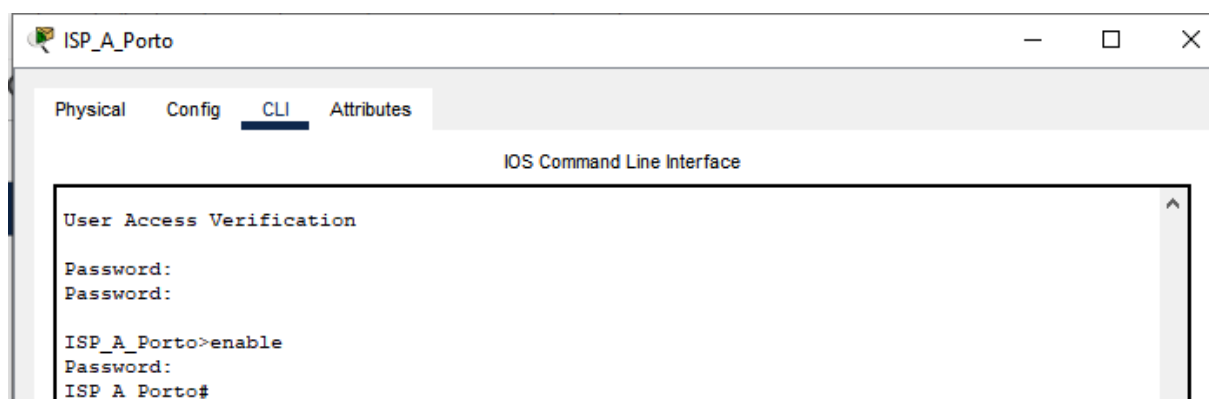 ISP_A_Porto
Physical Config CLI Attributes
IOS Command Line Interface
User Access Verification
Password:
Password:
ISP_A_Porto>enable
Password:
ISP_A_Porto#